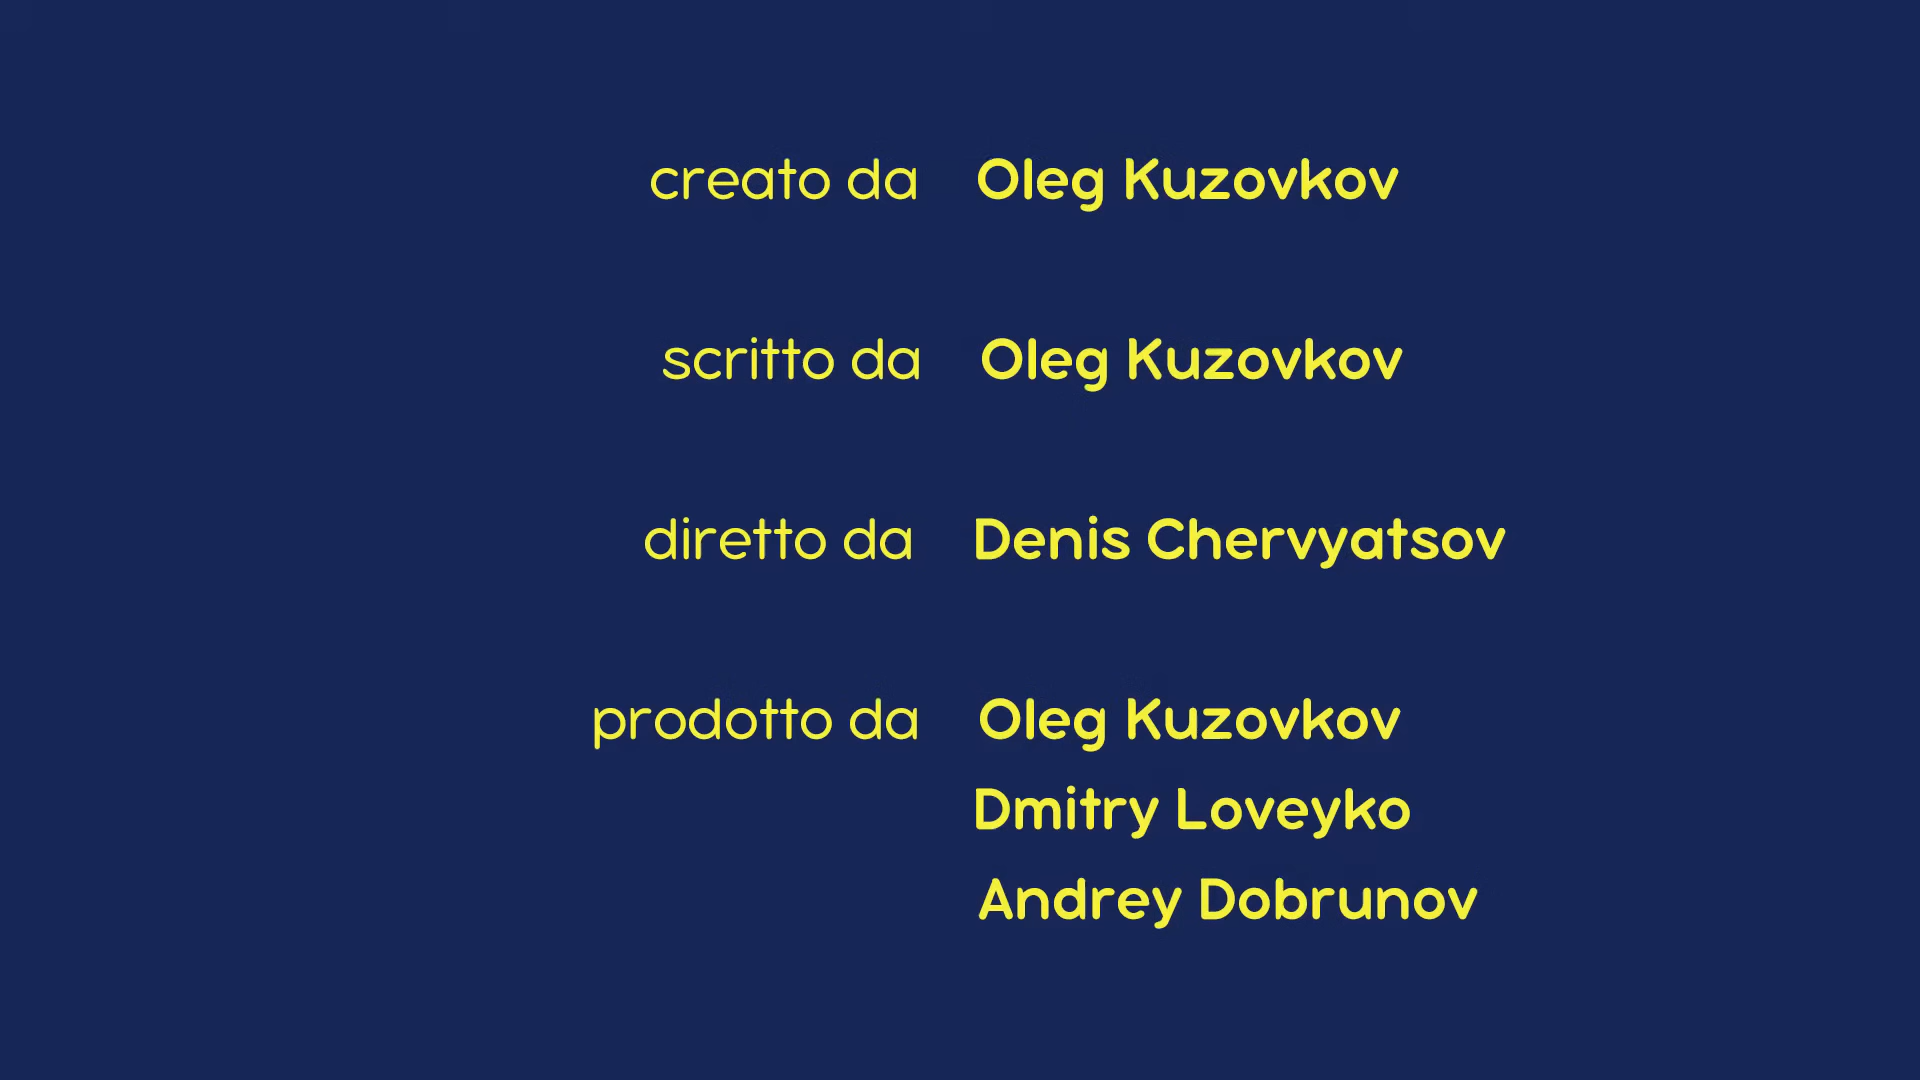 creato da Oleg Kuzovkov
scritto da Oleg Kuzovkov
diretto da Denis Chervyatsov
prodotto da Oleg Kuzovkov
Dmitry Loveyko
Andrey Dobrunov